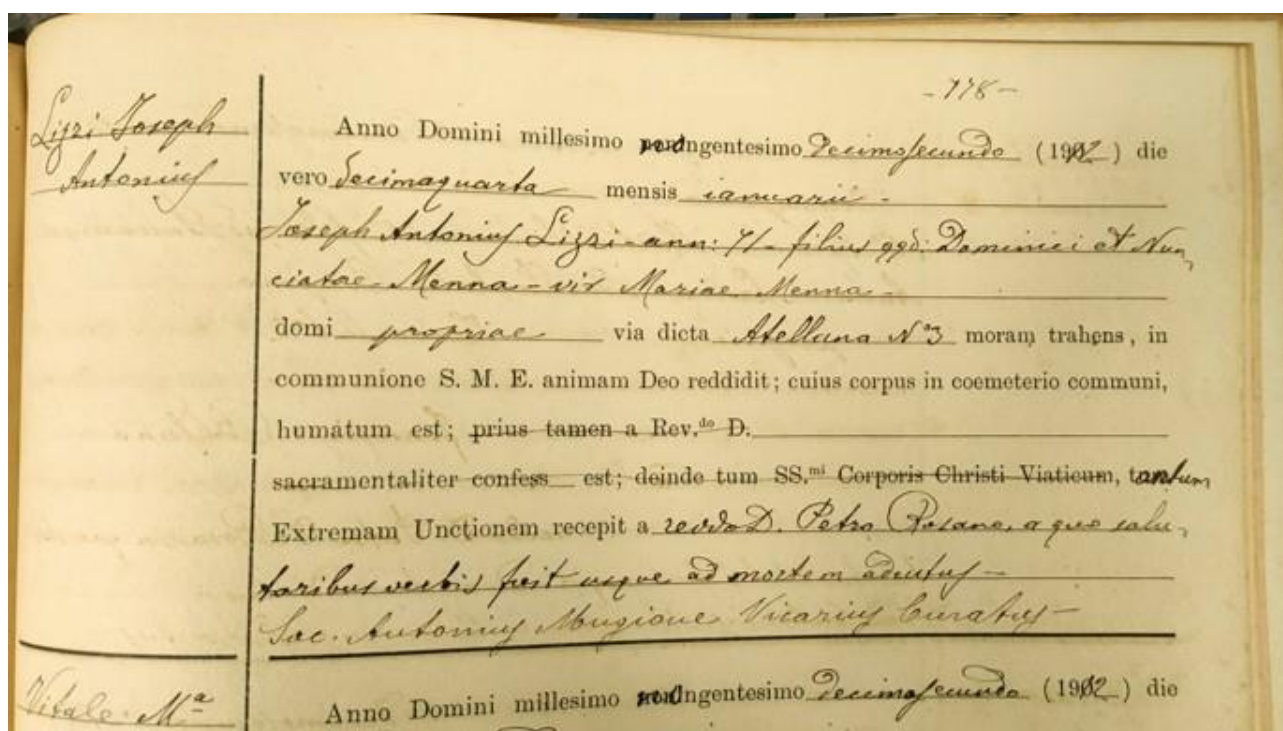 - 178 -
Lizzi Joseph
Antonius
Anno Domini millesimo nongentesimo Decimosecundo (1912) die
vero decimaquarta mensis ianuarii -
Joseph Antonius Lizzi - ann: 71 - filius qqd: Dominici et Nun,
ciatae Menna - vir Mariae Menna
domi propriae via dicta Atellana N° 3 moram trahens, in
communione S. M. E. animam Deo reddidit; cuius corpus in coemeterio communi,
humatum est; prius tamen a Rev.do D.
sacramentaliter confess est; deinde tum SS.mi Corporis Christi Viaticum, tantum
Extremam Unctionem recepit a revdo D. Petro Rosano, a quo salu,
taribus verbis fuit usque ad mortem adiutus -
Sac. Antonius Mugione Vicarius Curatus -
Vitale Ma
Anno Domini millesimo nongentesimo Decimosecundo (1912) die